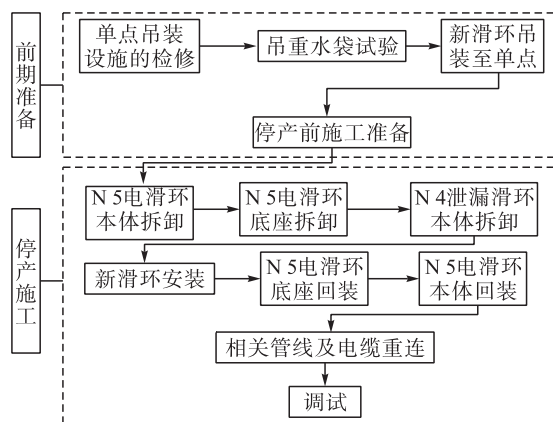 前期准备
单点吊装
设施的检修
吊重水袋试验
新滑环吊
装至单点
停产前施工准备
停产施工
N 5电滑环
本体拆卸
N 5电滑环
底座拆卸
N 4泄漏滑环
本体拆卸
新滑环安装
N 5电滑环
底座回装
N 5电滑环
本体回装
相关管线及电缆重连
调试